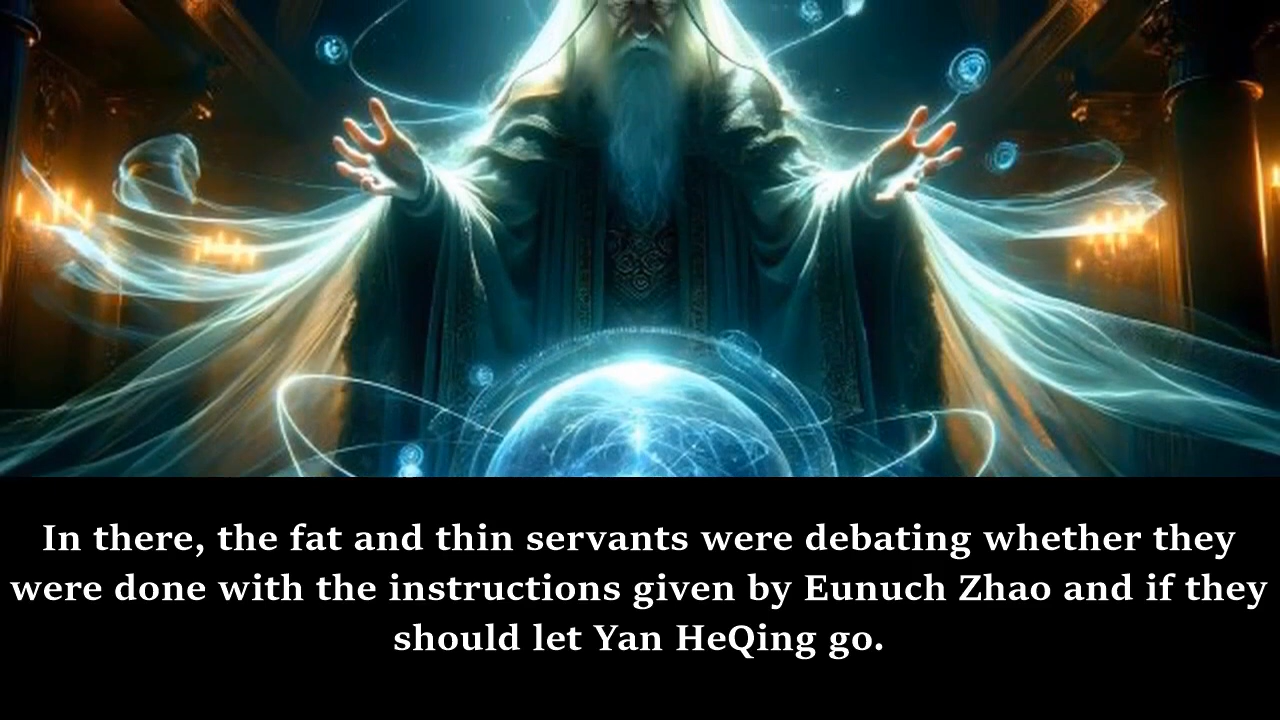 In there, the fat and thin servants were debating whether they
were done with the instructions given by Eunuch Zhao and if they
should let Yan HeQing go.